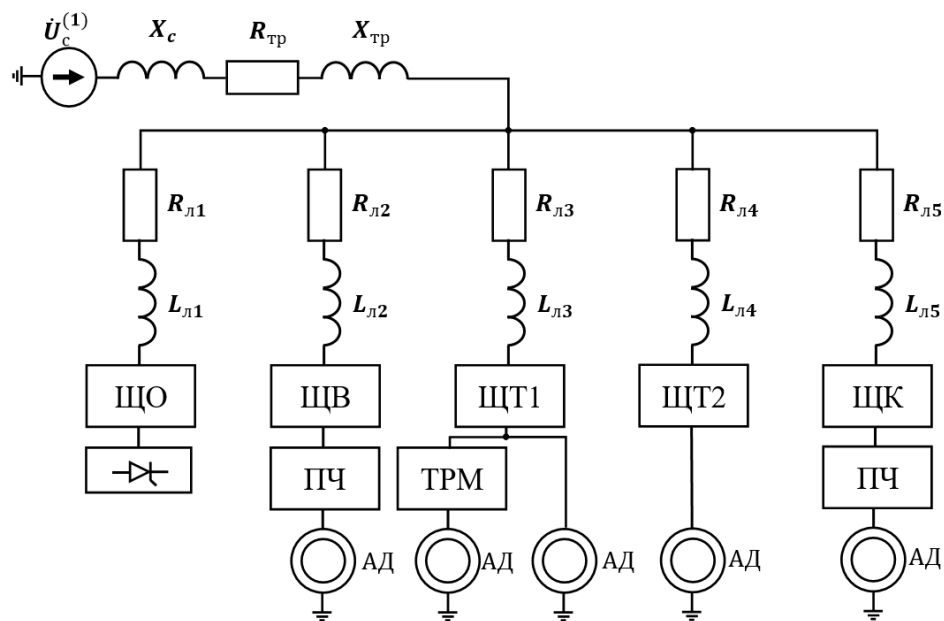 U̇с(1) Xc Rтр Xтр
Rл1 Rл2 Rл3 Rл4 Rл5
Lл1 Lл2 Lл3 Lл4 Lл5
ЩО ЩВ ЩТ1 ЩТ2 ЩК
ПЧ ТРМ ПЧ
АД АД АД АД АД